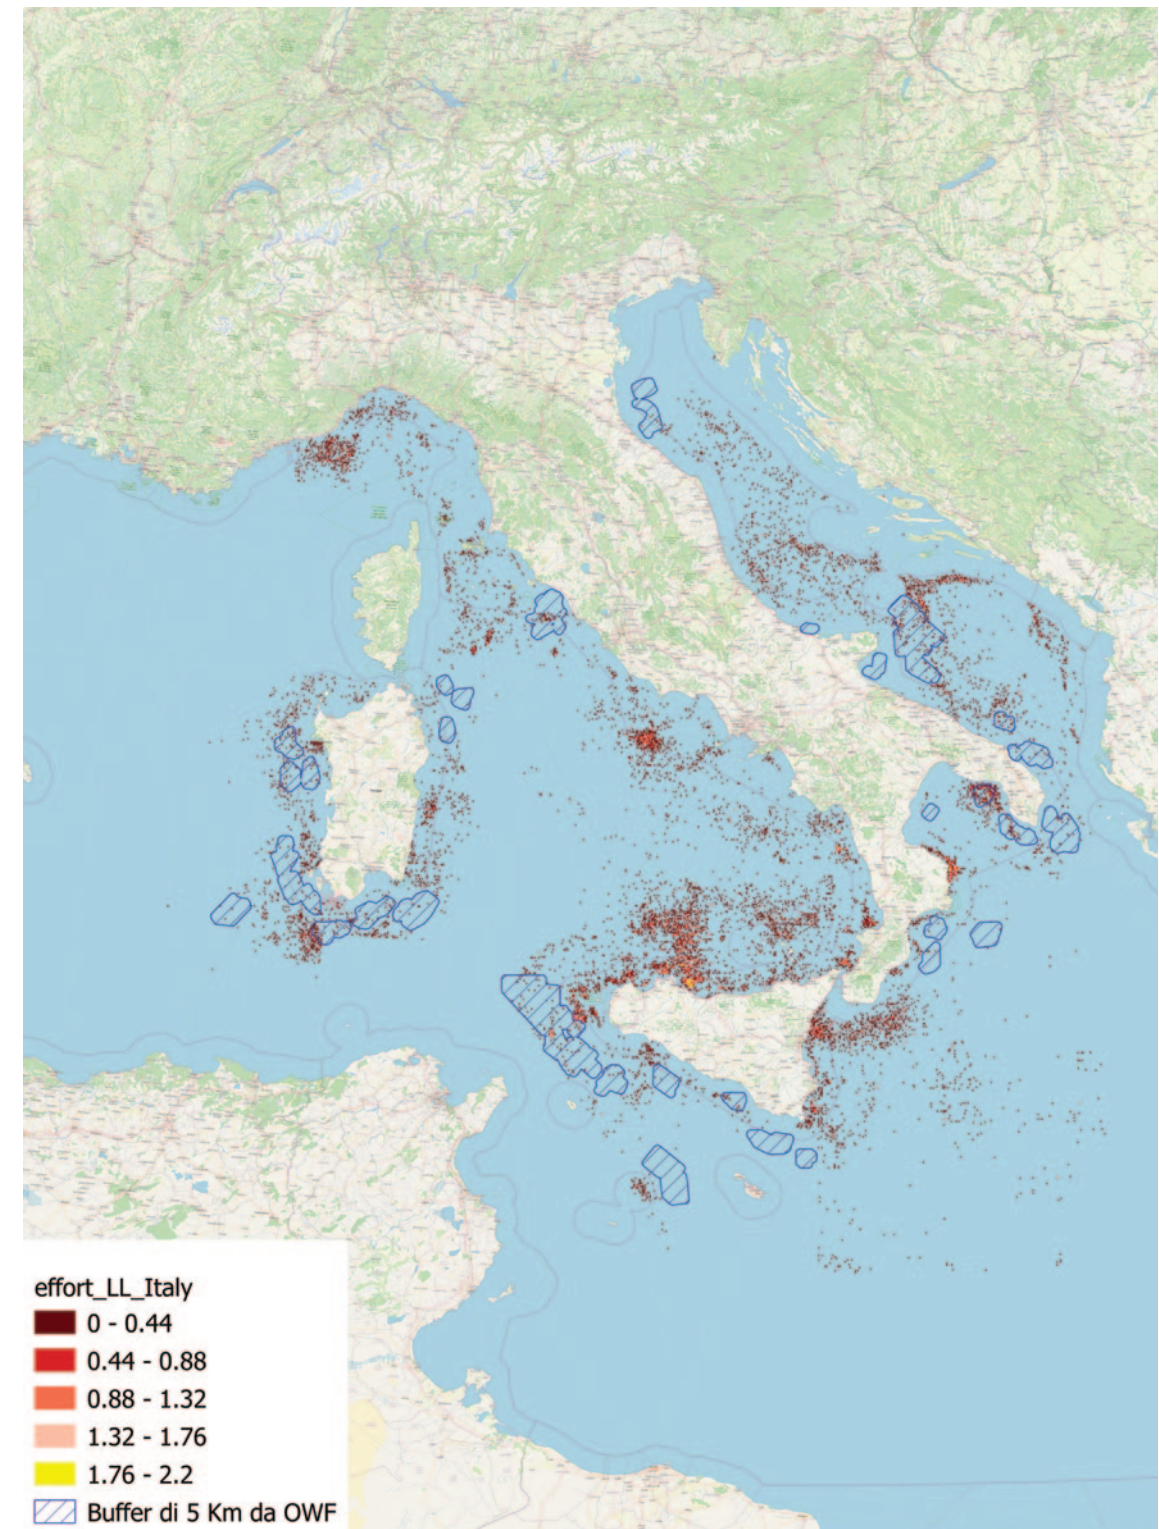 effort_LL_Italy
0 - 0.44
0.44 - 0.88
0.88 - 1.32
1.32 - 1.76
1.76 - 2.2
Buffer di 5 Km da OWF